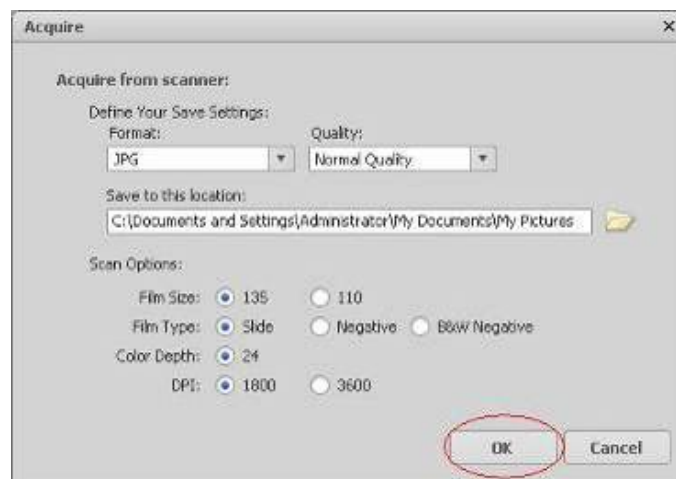 Acquire
Acquire from scanner:
Define Your Save Settings:
Format: Quality:
JPG Normal Quality
Save to this location:
C:\Documents and Settings\Administrator\My Documents\My Pictures
Scan Options:
Film Size: 135 110
Film Type: Slide Negative B&W Negative
Color Depth: 24
DPI: 1800 3600
OK Cancel